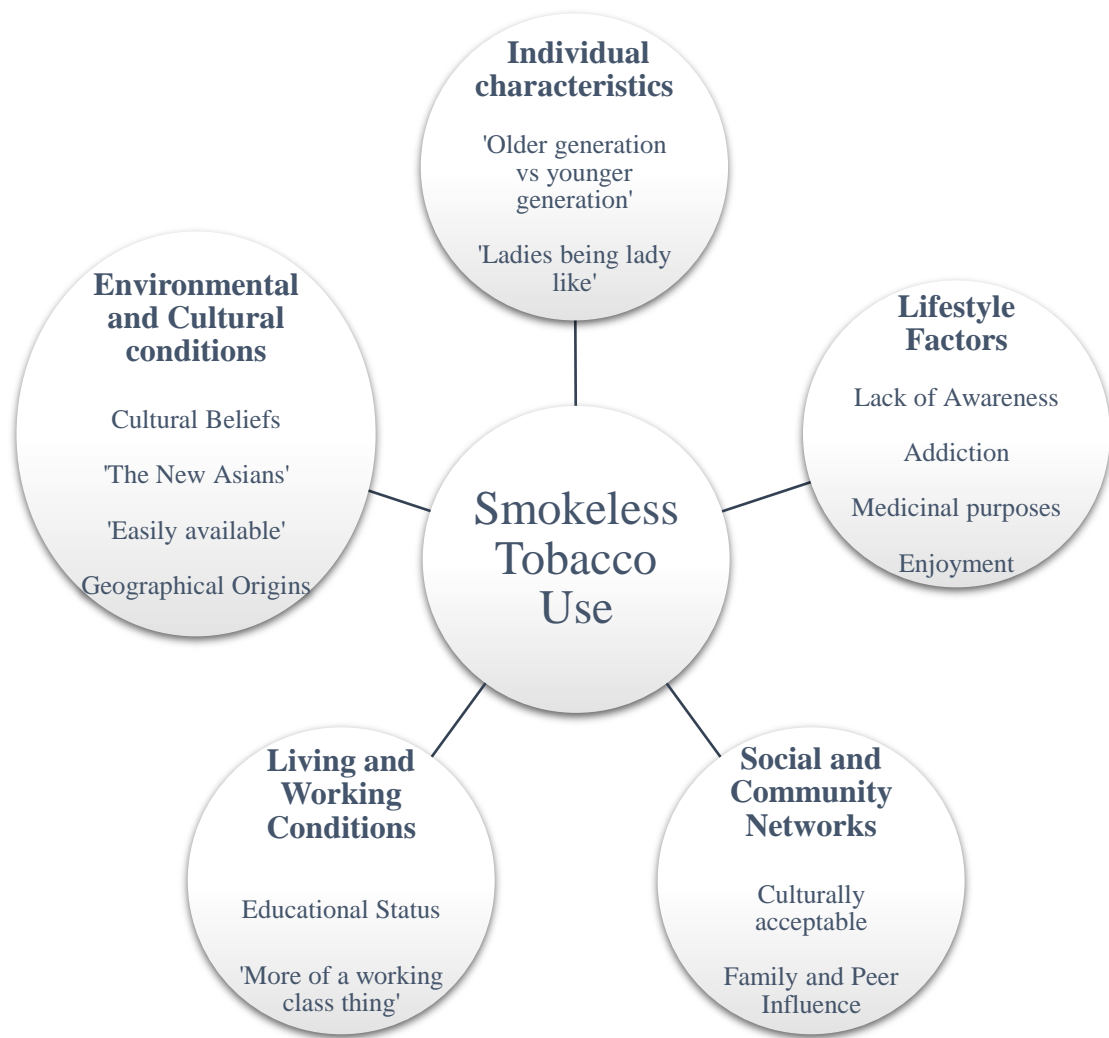 Individual
characteristics
'Older generation
vs younger
generation'
'Ladies being lady
like'
Environmental
and Cultural
conditions
Cultural Beliefs
'The New Asians'
'Easily available'
Geographical Origins
Lifestyle
Factors
Lack of Awareness
Addiction
Medicinal purposes
Enjoyment
Smokeless
Tobacco
Use
Living and
Working
Conditions
Educational Status
'More of a working
class thing'
Social and
Community
Networks
Culturally
acceptable
Family and Peer
Influence